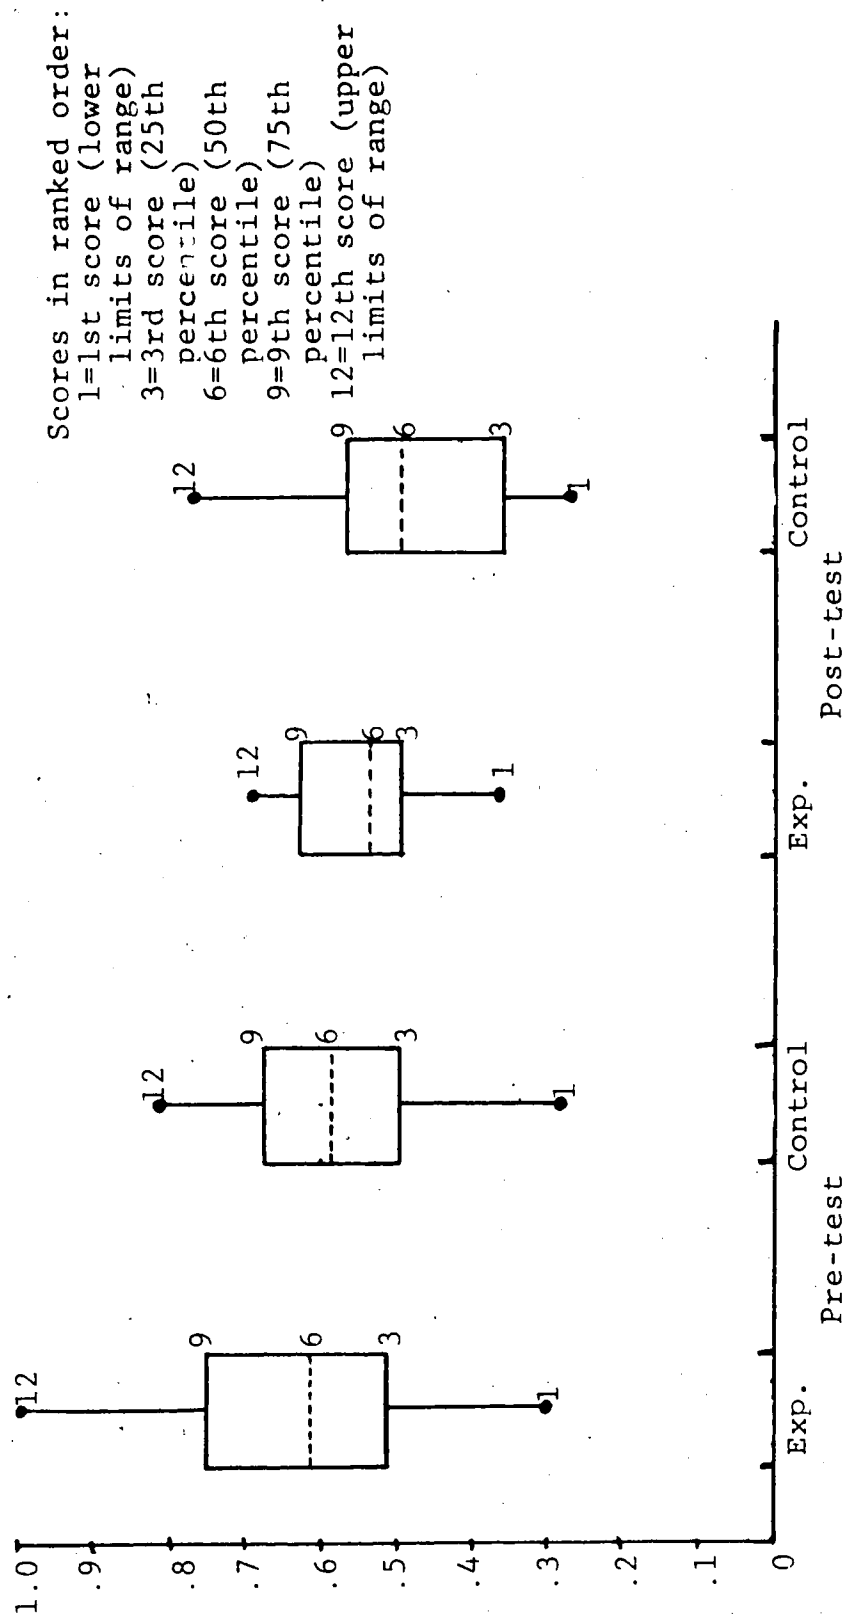 Scores in ranked order:
1=1st score (lower
limits of range)
3=3rd score (25th
percentile)
6=6th score (50th
percentile)
9=9th score (75th
percentile)
12=12th score (upper
limits of range)
1.0
.9
.8
.7
.6
.5
.4
.3
.2
.1
0
12
9
6
3
1
12
9
6
3
1
12
9
6
3
1
12
9
6
3
1
Exp.
Control
Exp.
Control
Pre-test
Post-test